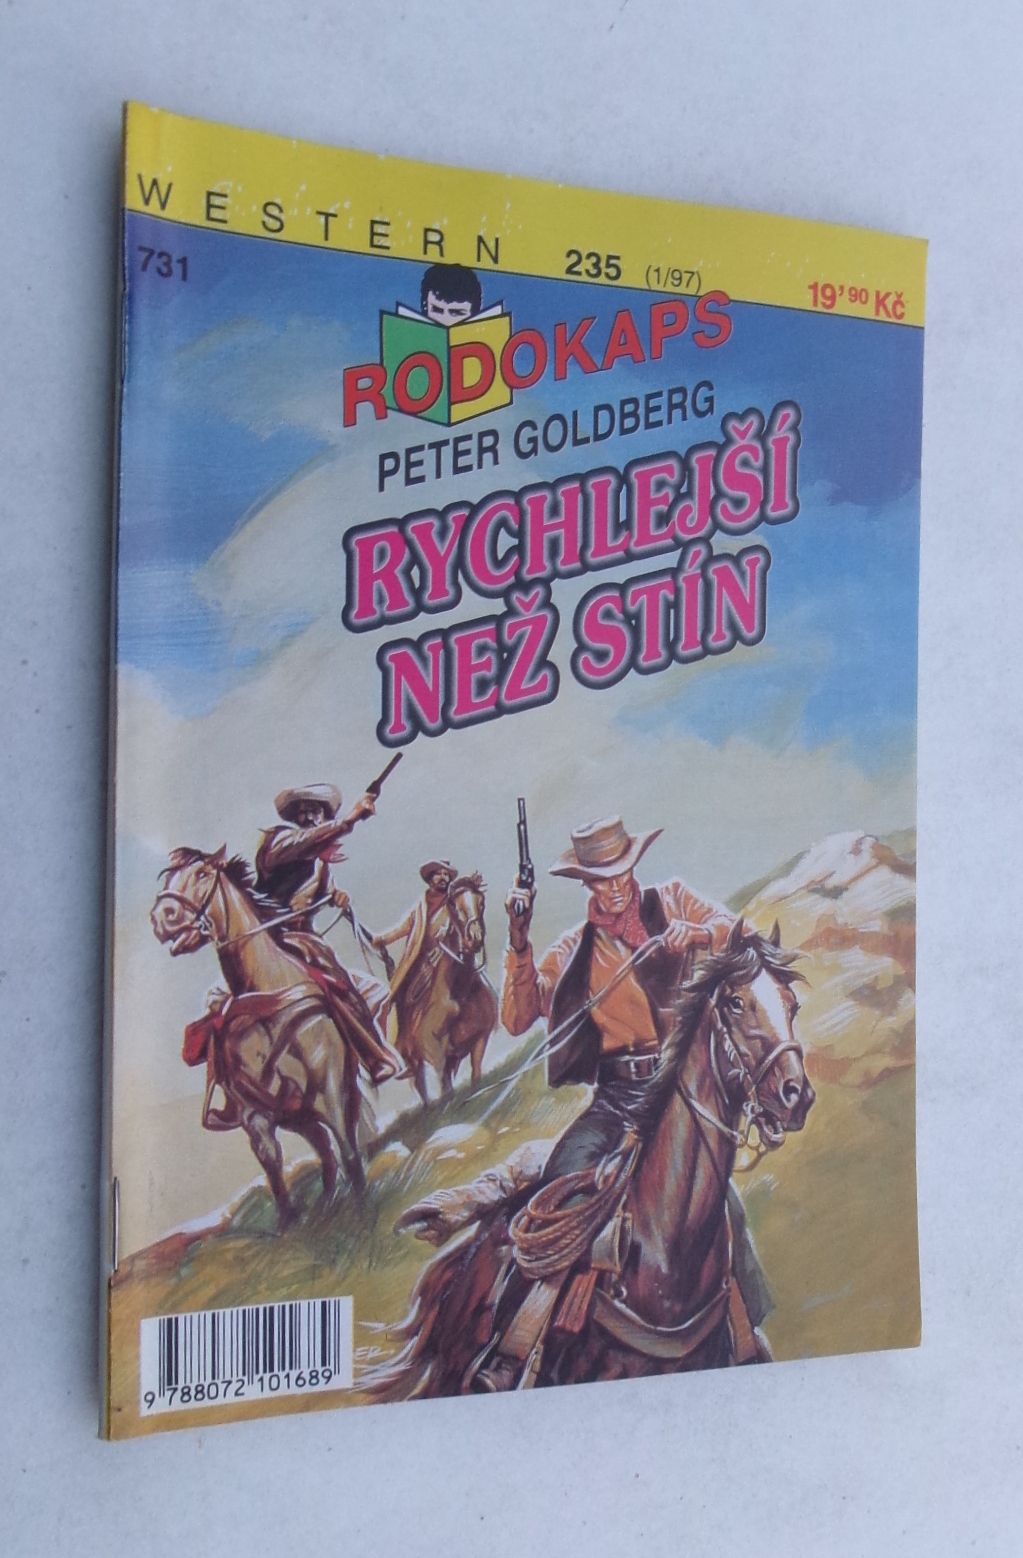 WESTERN 235 (1/97)
19'90 Kč
731
RODOKAPS
PETER GOLDBERG
RYCHLEJŠÍ
NEŽ STÍN
9 788072 101689